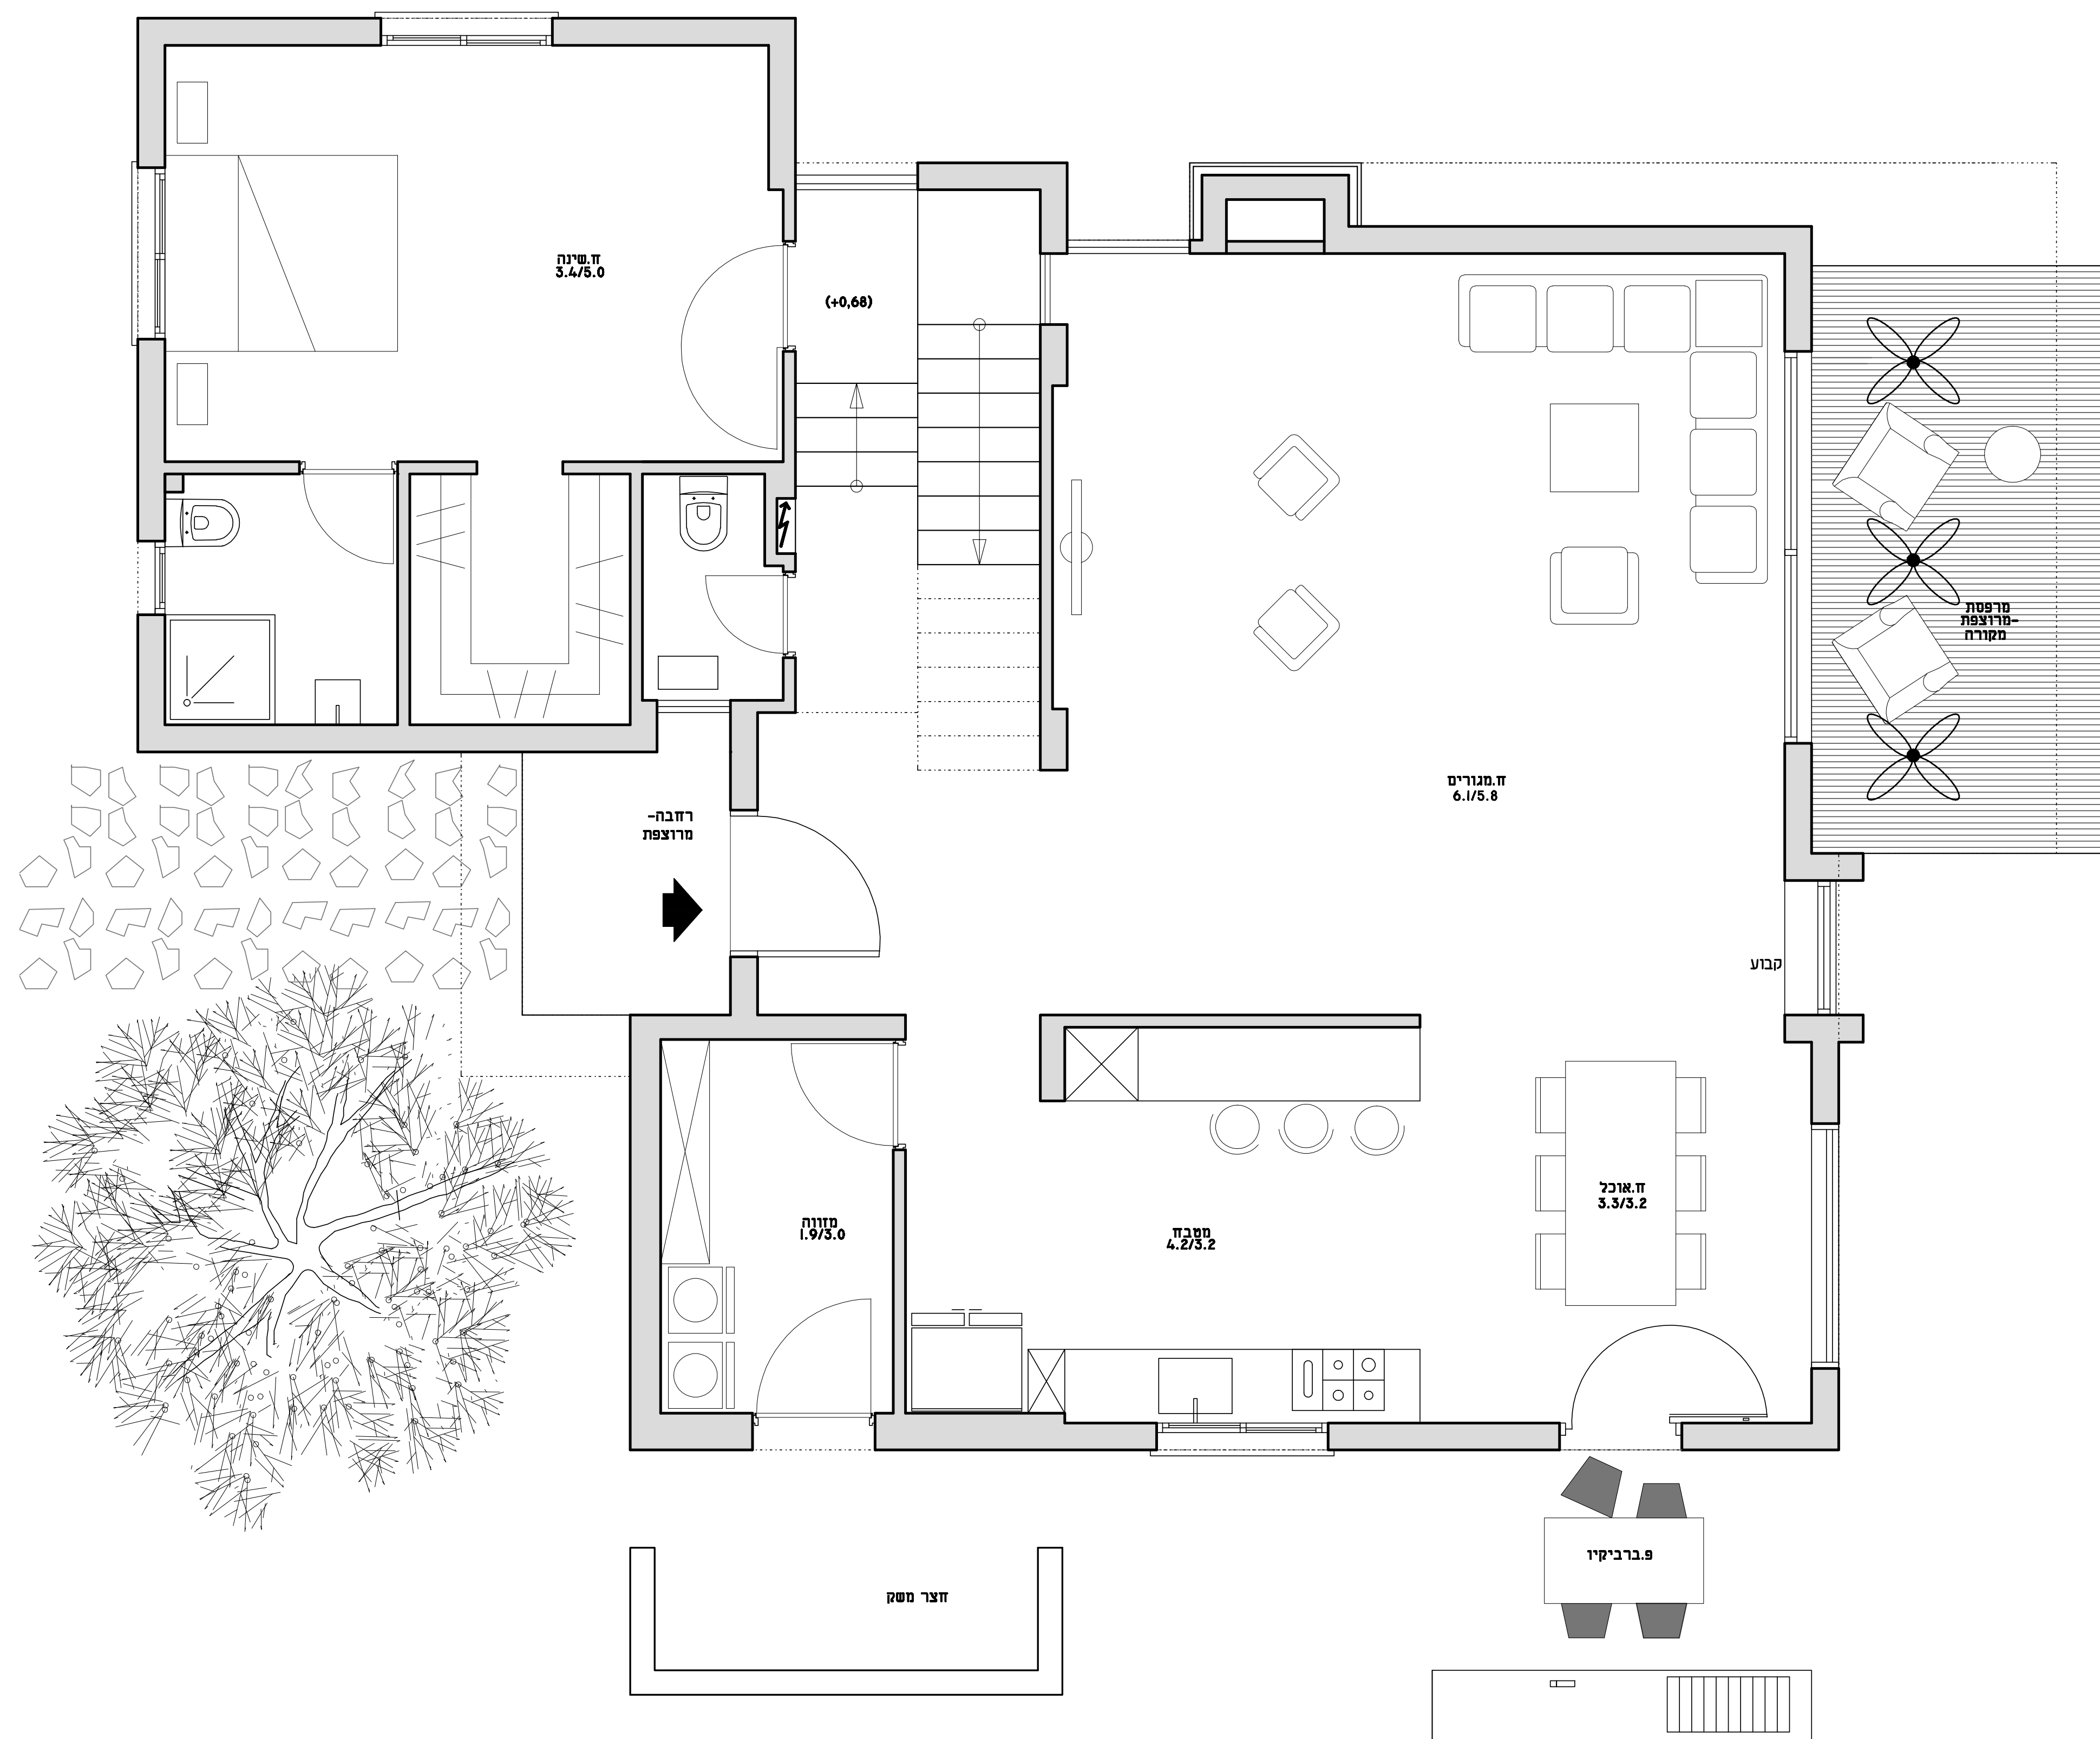 ח.שינה
3.4/5.0
(+0,68)
מרפסת
מרוצפת-
מקורה
ח.מגורים
6.1/5.8
רחבה-
מרוצפת
קבוע
ח.אוכל
3.3/3.2
מזווה
1.9/3.0
מטבח
4.2/3.2
פ.ברביקיו
חצר משק